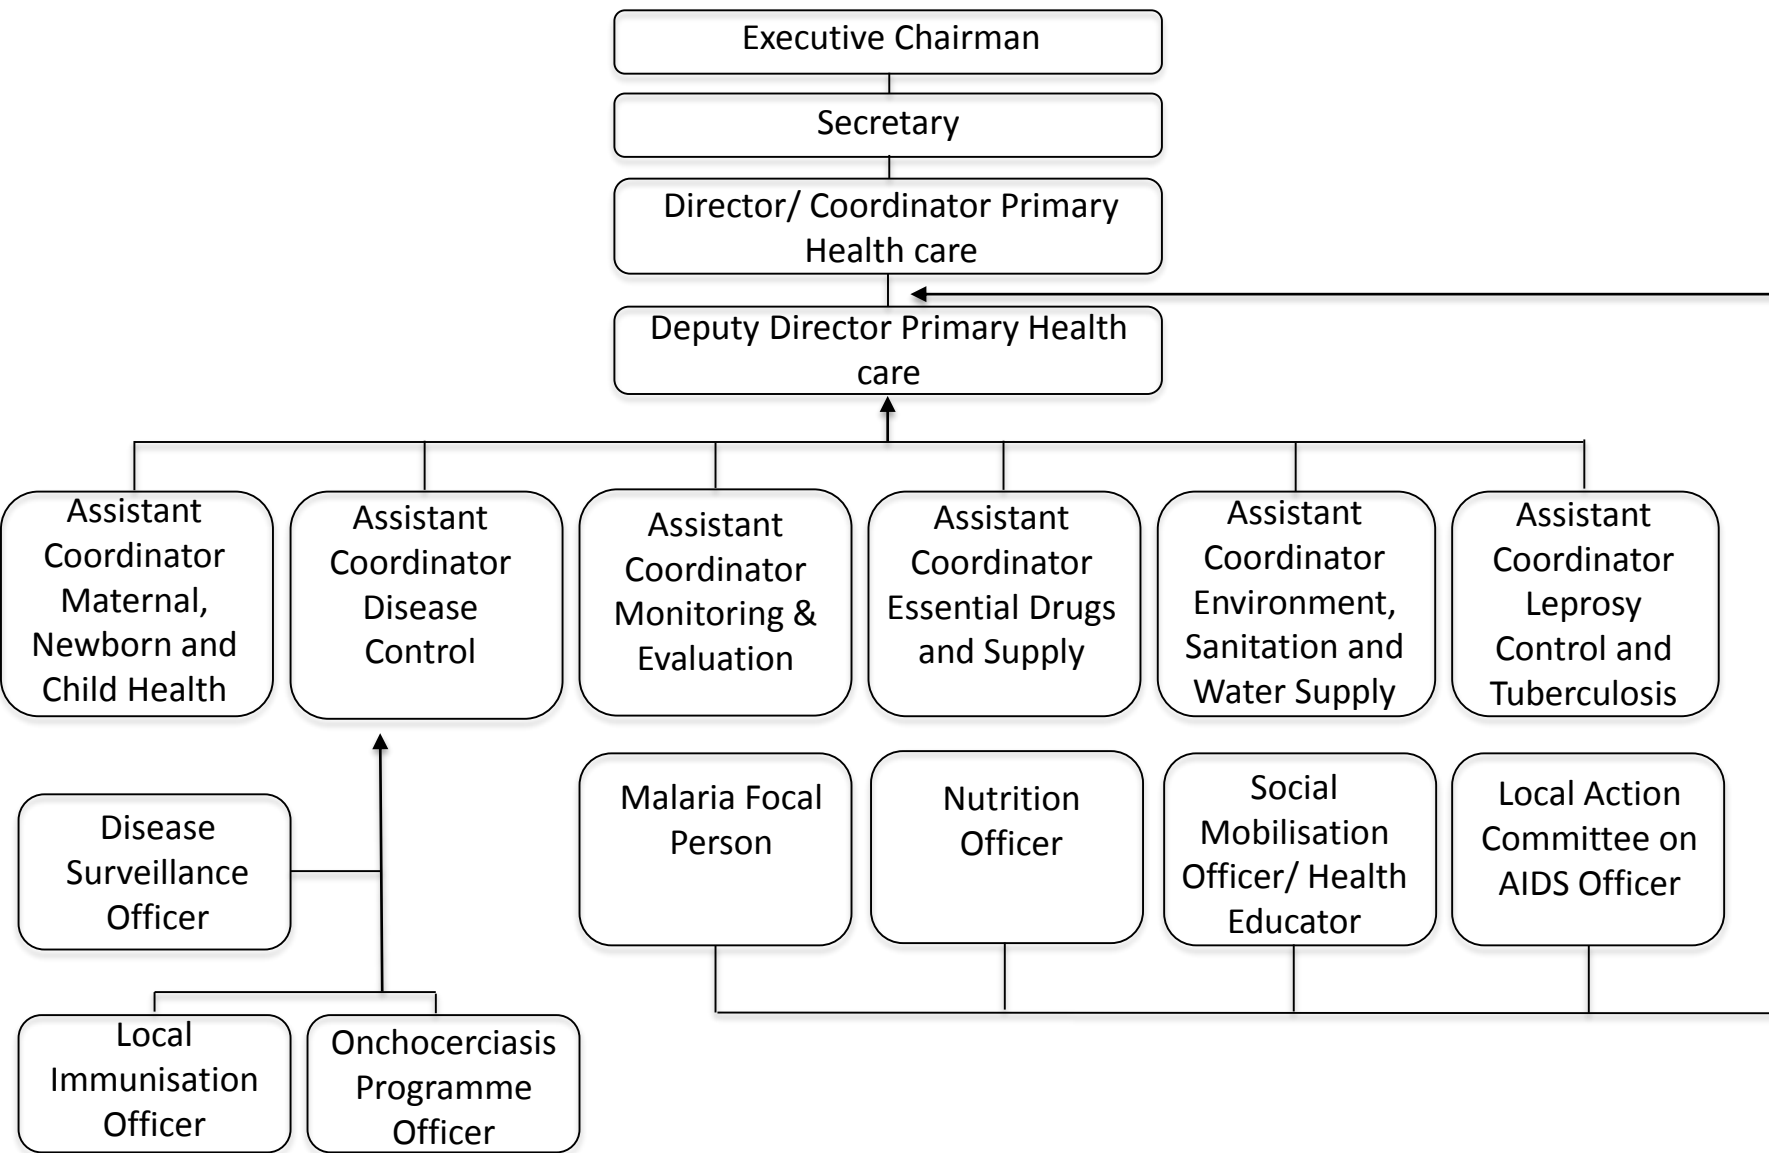 Executive Chairman
Secretary
Director/ Coordinator Primary
Health care
Deputy Director Primary Health
care
Assistant
Coordinator
Maternal,
Newborn and
Child Health
Assistant
Coordinator
Disease
Control
Assistant
Coordinator
Monitoring &
Evaluation
Assistant
Coordinator
Essential Drugs
and Supply
Assistant
Coordinator
Environment,
Sanitation and
Water Supply
Assistant
Coordinator
Leprosy
Control and
Tuberculosis
Disease
Surveillance
Officer
Malaria Focal
Person
Nutrition
Officer
Social
Mobilisation
Officer/ Health
Educator
Local Action
Committee on
AIDS Officer
Local
Immunisation
Officer
Onchocerciasis
Programme
Officer